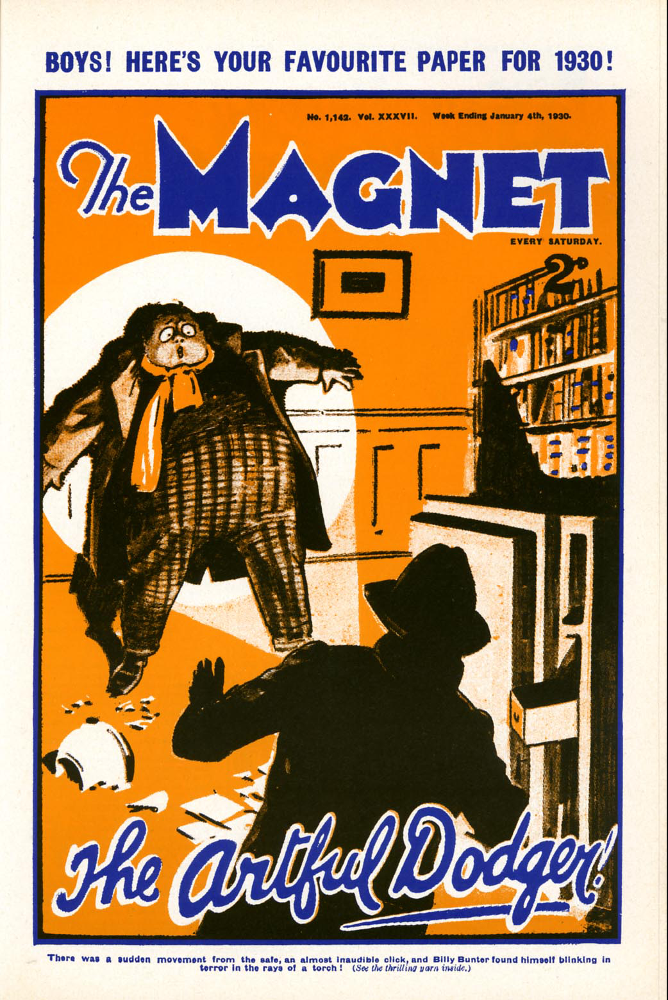 BOYS! HERE'S YOUR FAVOURITE PAPER FOR 1930!
No. 1,142. Vol. XXXVII. Week Ending January 4th, 1930.
The MAGNET
EVERY SATURDAY.
2D.
The Artful Dodger!
There was a sudden movement from the safe, an almost inaudible click, and Billy Bunter found himself blinking in
terror in the rays of a torch! (See the thrilling yarn inside.)